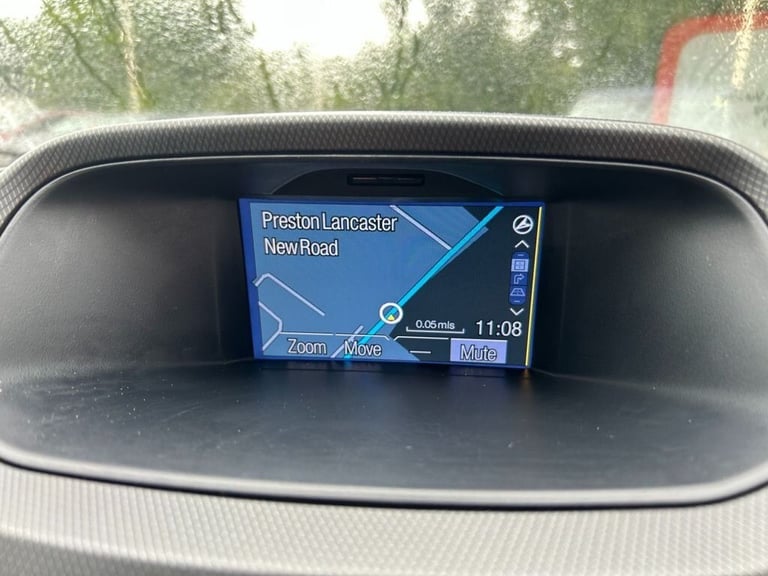 Preston Lancaster
New Road
0.05 mls
11:08
Zoom Move Mute